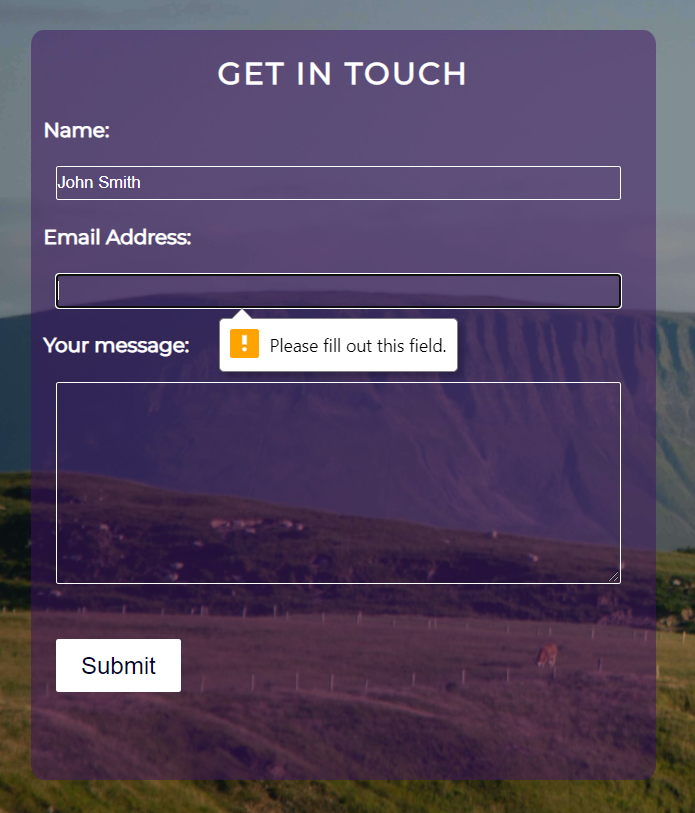 GET IN TOUCH
Name:
John Smith
Email Address:
Please fill out this field.
Your message:
Submit